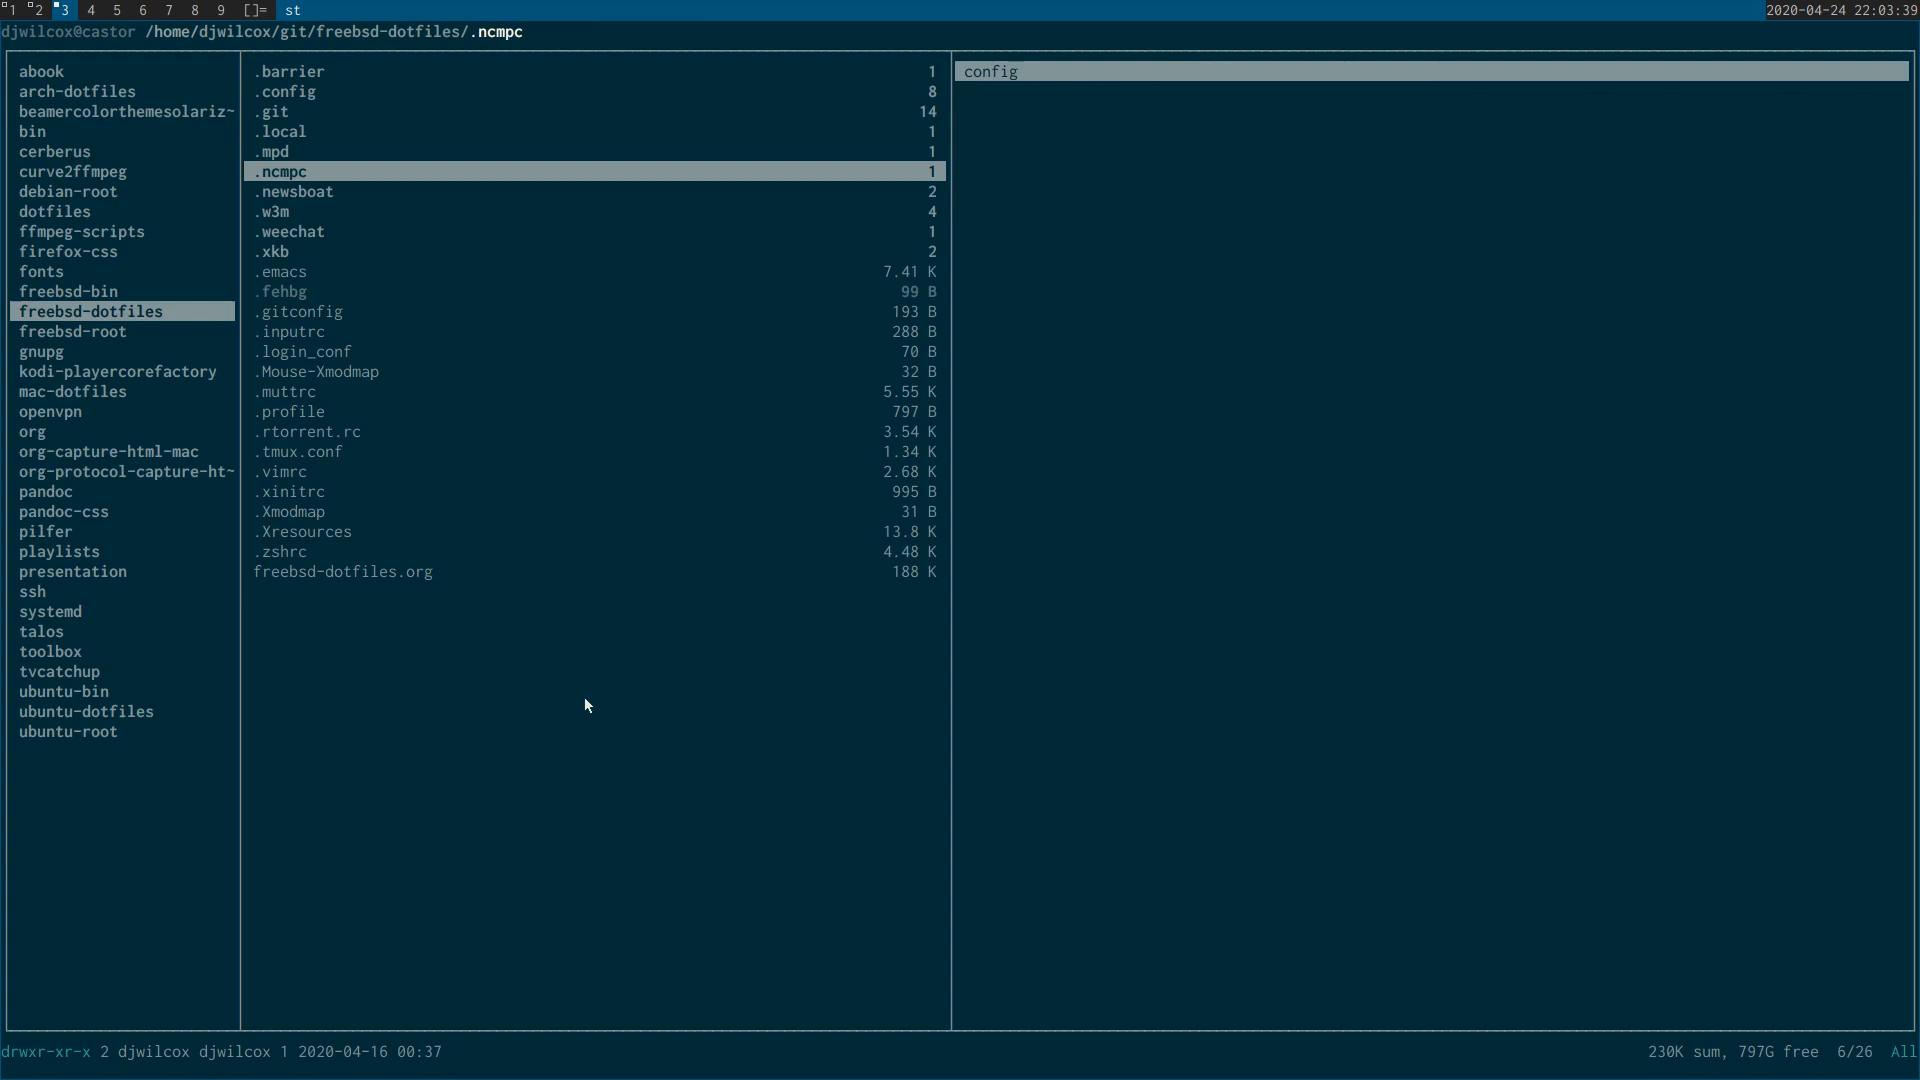 1 2 3 4 5 6 7 8 9 []= st 2020-04-24 22:03:39
djwilcox@castor /home/djwilcox/git/freebsd-dotfiles/.ncmpc
abook
arch-dotfiles
beamercolorthemesolariz~
bin
cerberus
curve2ffmpeg
debian-root
dotfiles
ffmpeg-scripts
firefox-css
fonts
freebsd-bin
freebsd-dotfiles
freebsd-root
gnupg
kodi-playercorefactory
mac-dotfiles
openvpn
org
org-capture-html-mac
org-protocol-capture-ht~
pandoc
pandoc-css
pilfer
playlists
presentation
ssh
systemd
talos
toolbox
tvcatchup
ubuntu-bin
ubuntu-dotfiles
ubuntu-root
.barrier 1
.config 8
.git 14
.local 1
.mpd 1
.ncmpc 1
.newsboat 2
.w3m 4
.weechat 1
.xkb 2
.emacs 7.41 K
.fehbg 99 B
.gitconfig 193 B
.inputrc 288 B
.login_conf 70 B
.Mouse-Xmodmap 32 B
.muttrc 5.55 K
.profile 797 B
.rtorrent.rc 3.54 K
.tmux.conf 1.34 K
.vimrc 2.68 K
.xinitrc 995 B
.Xmodmap 31 B
.Xresources 13.8 K
.zshrc 4.48 K
freebsd-dotfiles.org 188 K
config
drwxr-xr-x 2 djwilcox djwilcox 1 2020-04-16 00:37 230K sum, 797G free 6/26 All